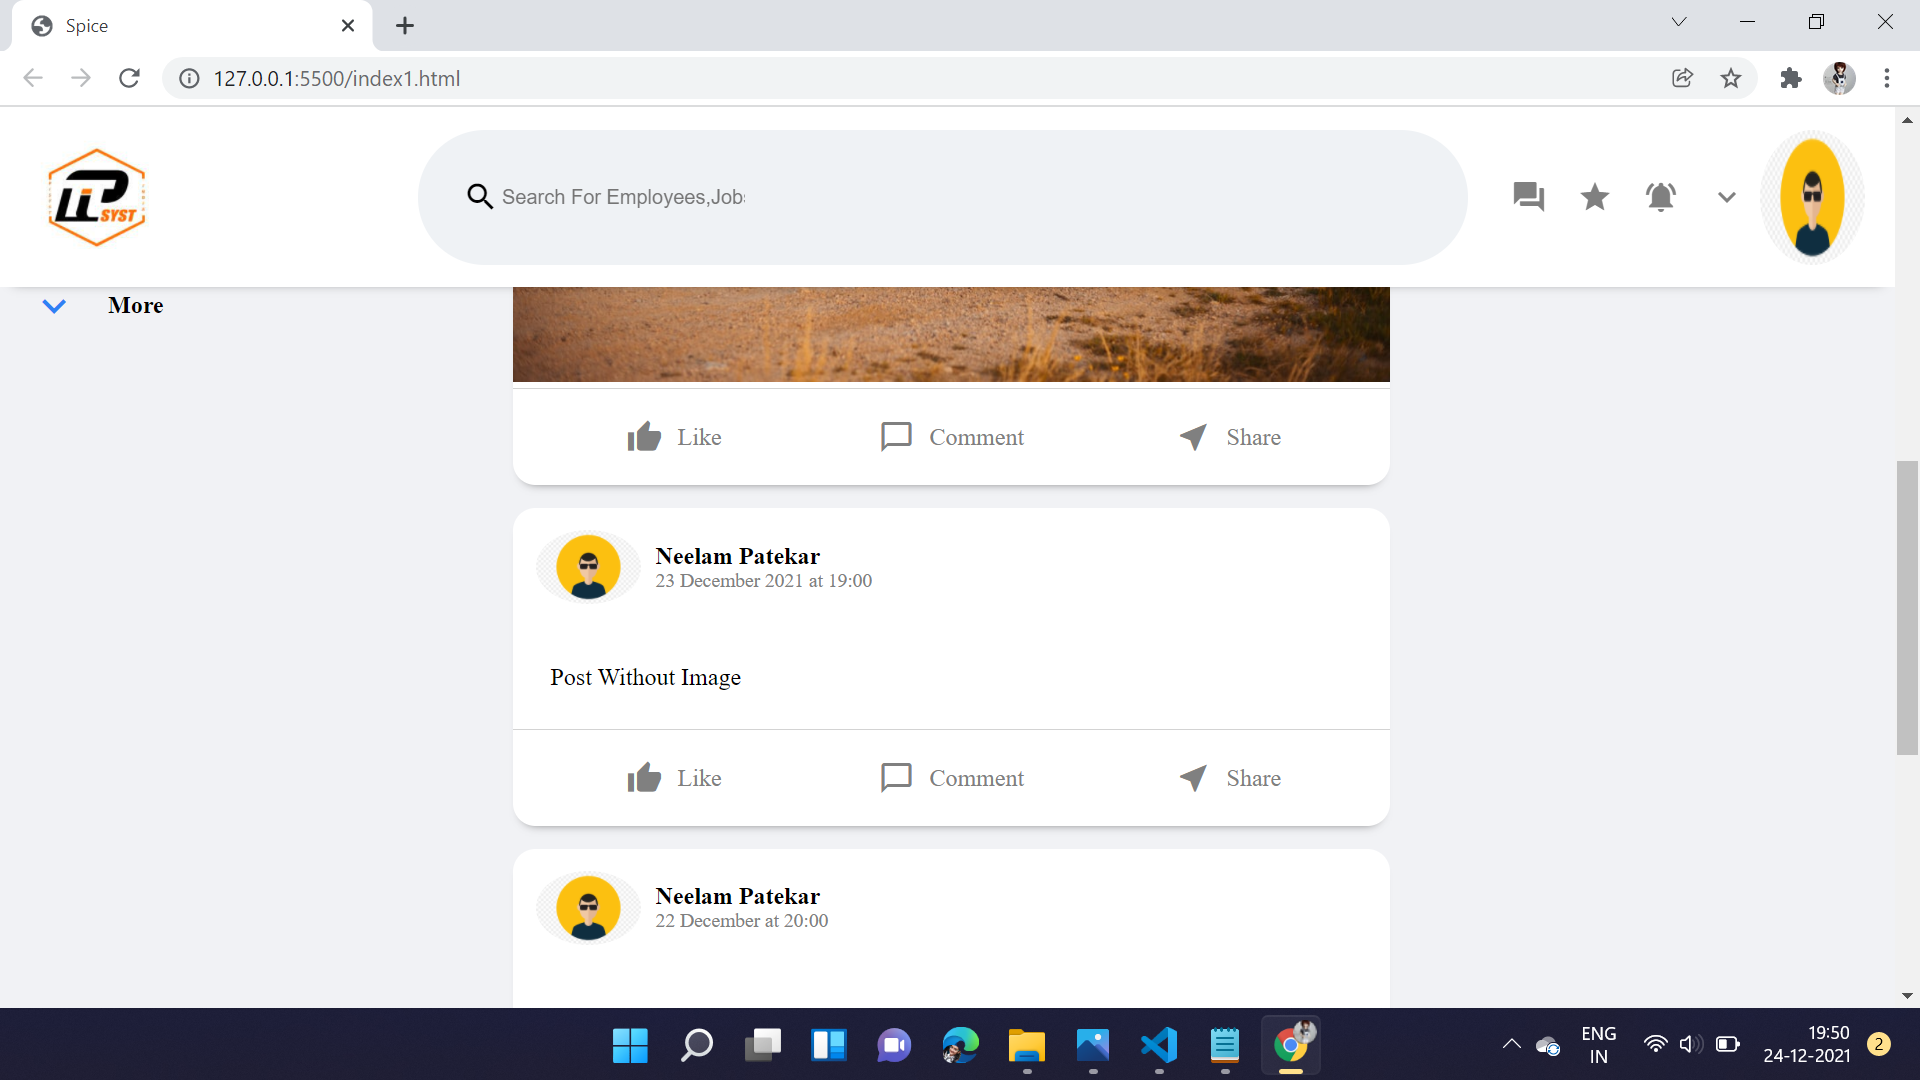 Spice
127.0.0.1:5500/index1.html
LIP
SYST
Search For Employees,Jobs
More
Like
Comment
Share
Neelam Patekar
23 December 2021 at 19:00
Post Without Image
Like
Comment
Share
Neelam Patekar
22 December at 20:00
ENG
IN
19:50
24-12-2021
2